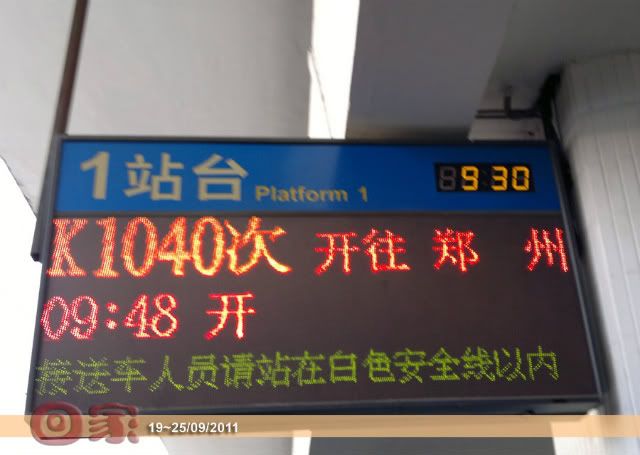 1站台 Platform 1 9:30
K1040次 开往 郑 州
09:48 开
接送车人员请站在白色安全线以内
回家 19~25/09/2011